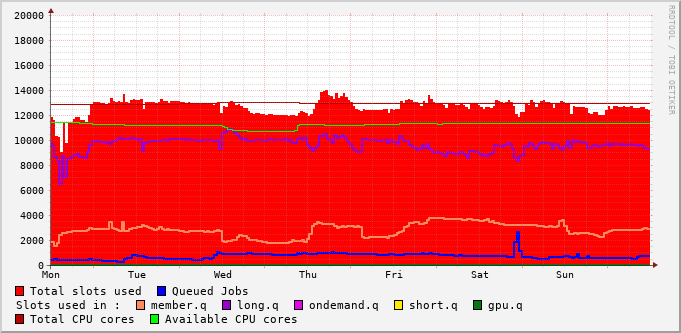 20000
18000
16000
14000
12000
10000
8000
6000
4000
2000
0
Mon Tue Wed Thu Fri Sat Sun
RRDTOOL / TOBI OETIKER
Total slots used Queued Jobs
Slots used in : member.q long.q ondemand.q short.q gpu.q
Total CPU cores Available CPU cores